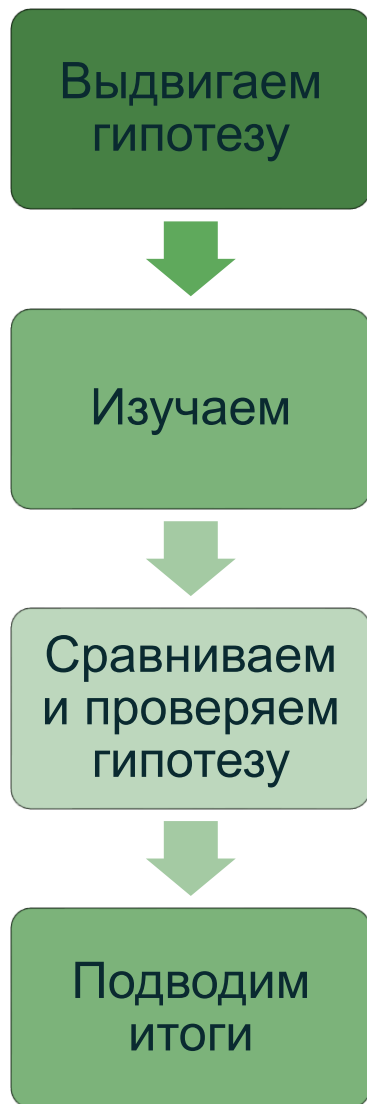 Выдвигаем
гипотезу
Изучаем
Сравниваем
и проверяем
гипотезу
Подводим
итоги